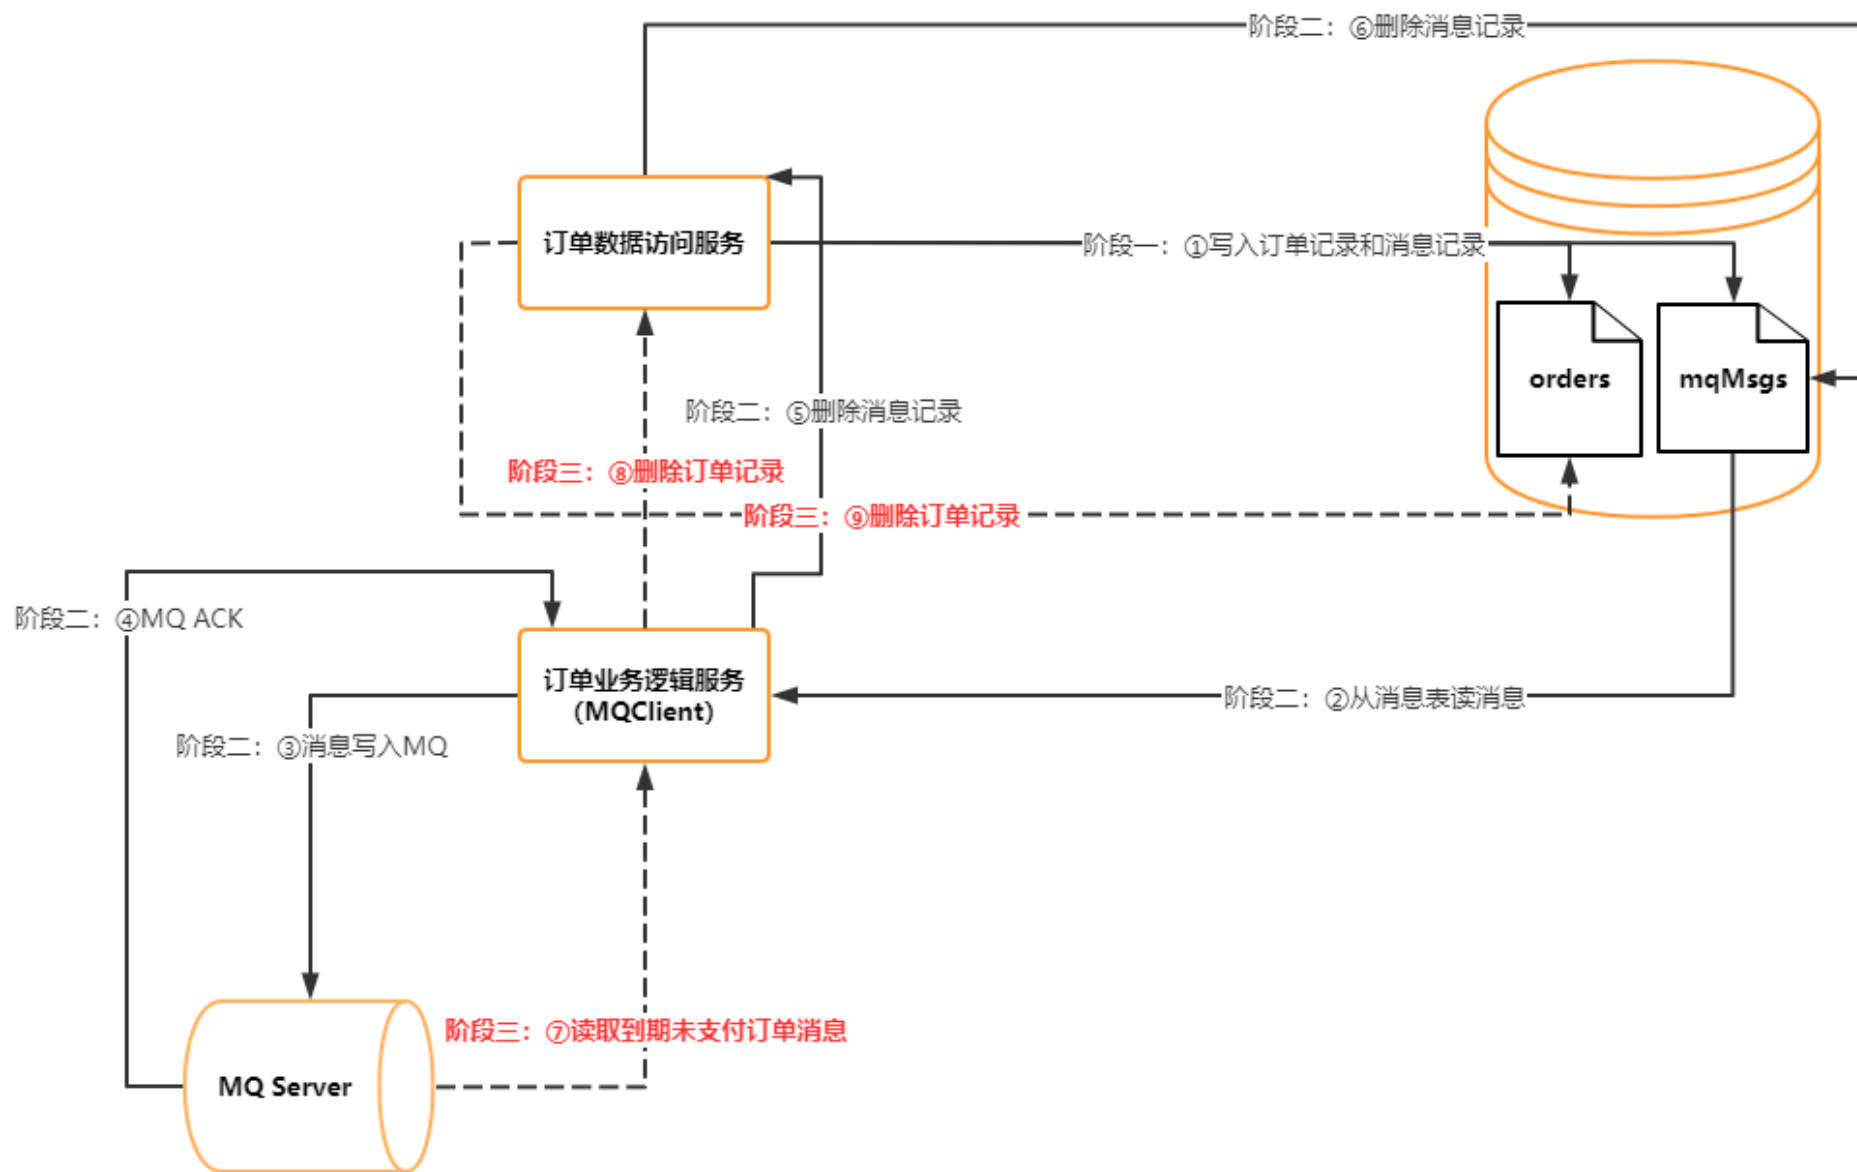 阶段二：⑥删除消息记录
订单数据访问服务
阶段一：①写入订单记录和消息记录
orders
mqMsgs
阶段二：⑤删除消息记录
阶段三：⑧删除订单记录
阶段三：⑨删除订单记录
阶段二：④MQ ACK
订单业务逻辑服务
（MQClient）
阶段二：②从消息表读消息
阶段二：③消息写入MQ
阶段三：⑦读取到期未支付订单消息
MQ Server